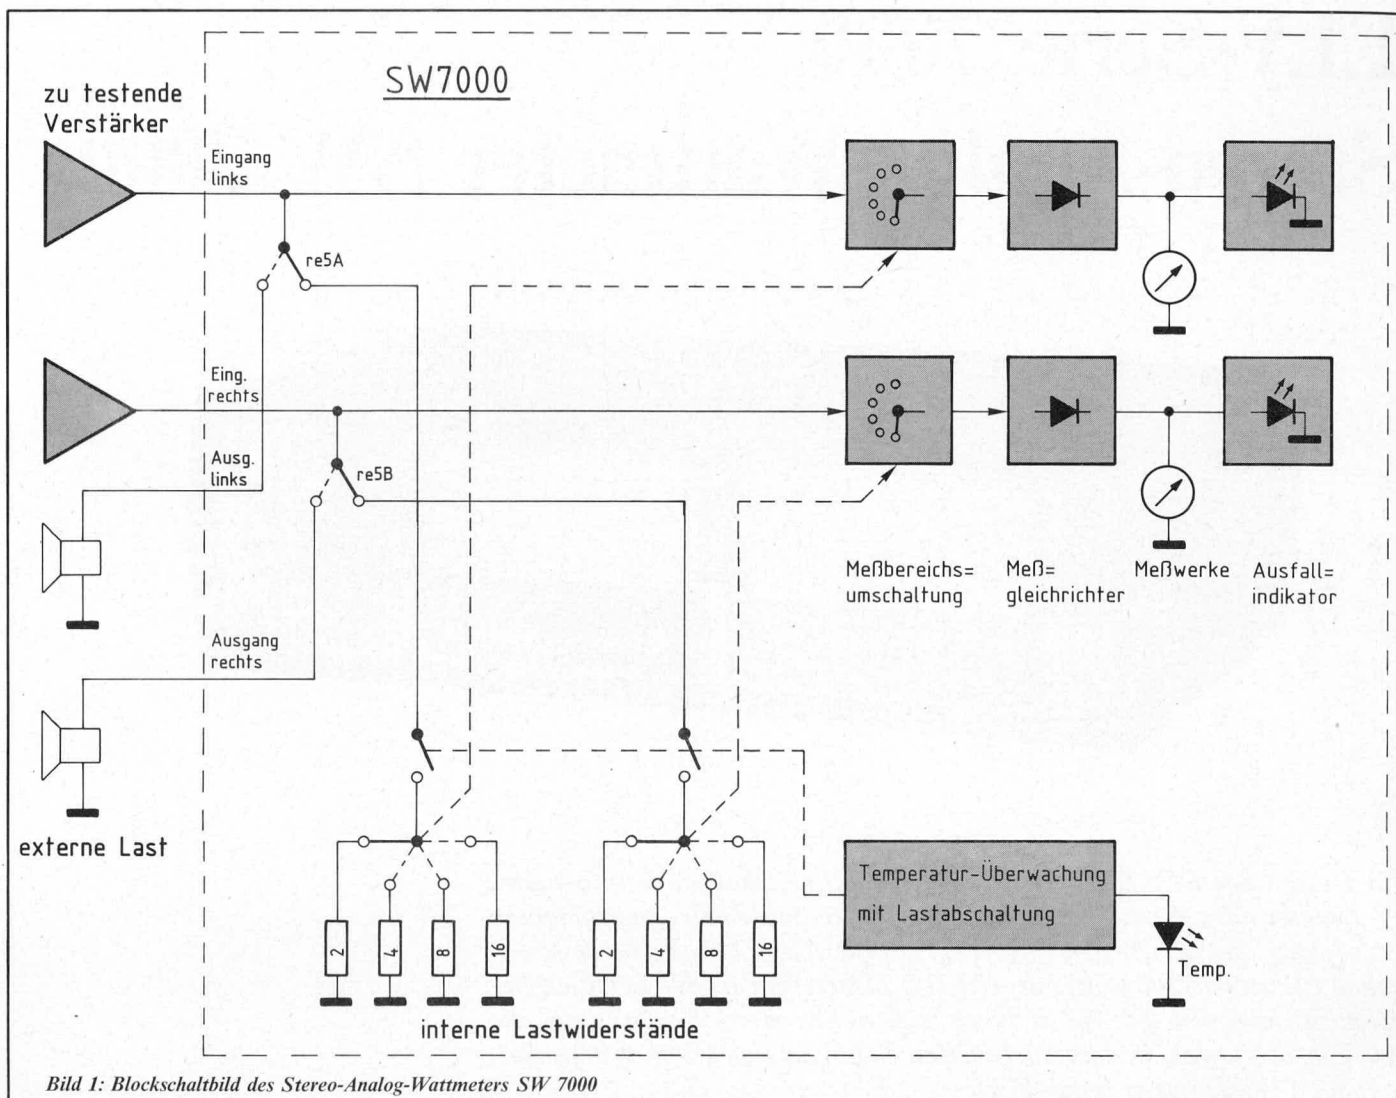 SW7000
zu testende
Verstärker
Eingang
links
re5A
Eing.
rechts
Ausg.
links
re5B
Meßbereichs=
umschaltung
Meß=
gleichrichter
Meßwerke
Ausfall=
indikator
Ausgang
rechts
externe Last
Temperatur-Überwachung
mit Lastabschaltung
Temp.
2
4
8
16
2
4
8
16
interne Lastwiderstände
Bild 1: Blockschaltbild des Stereo-Analog-Wattmeters SW 7000